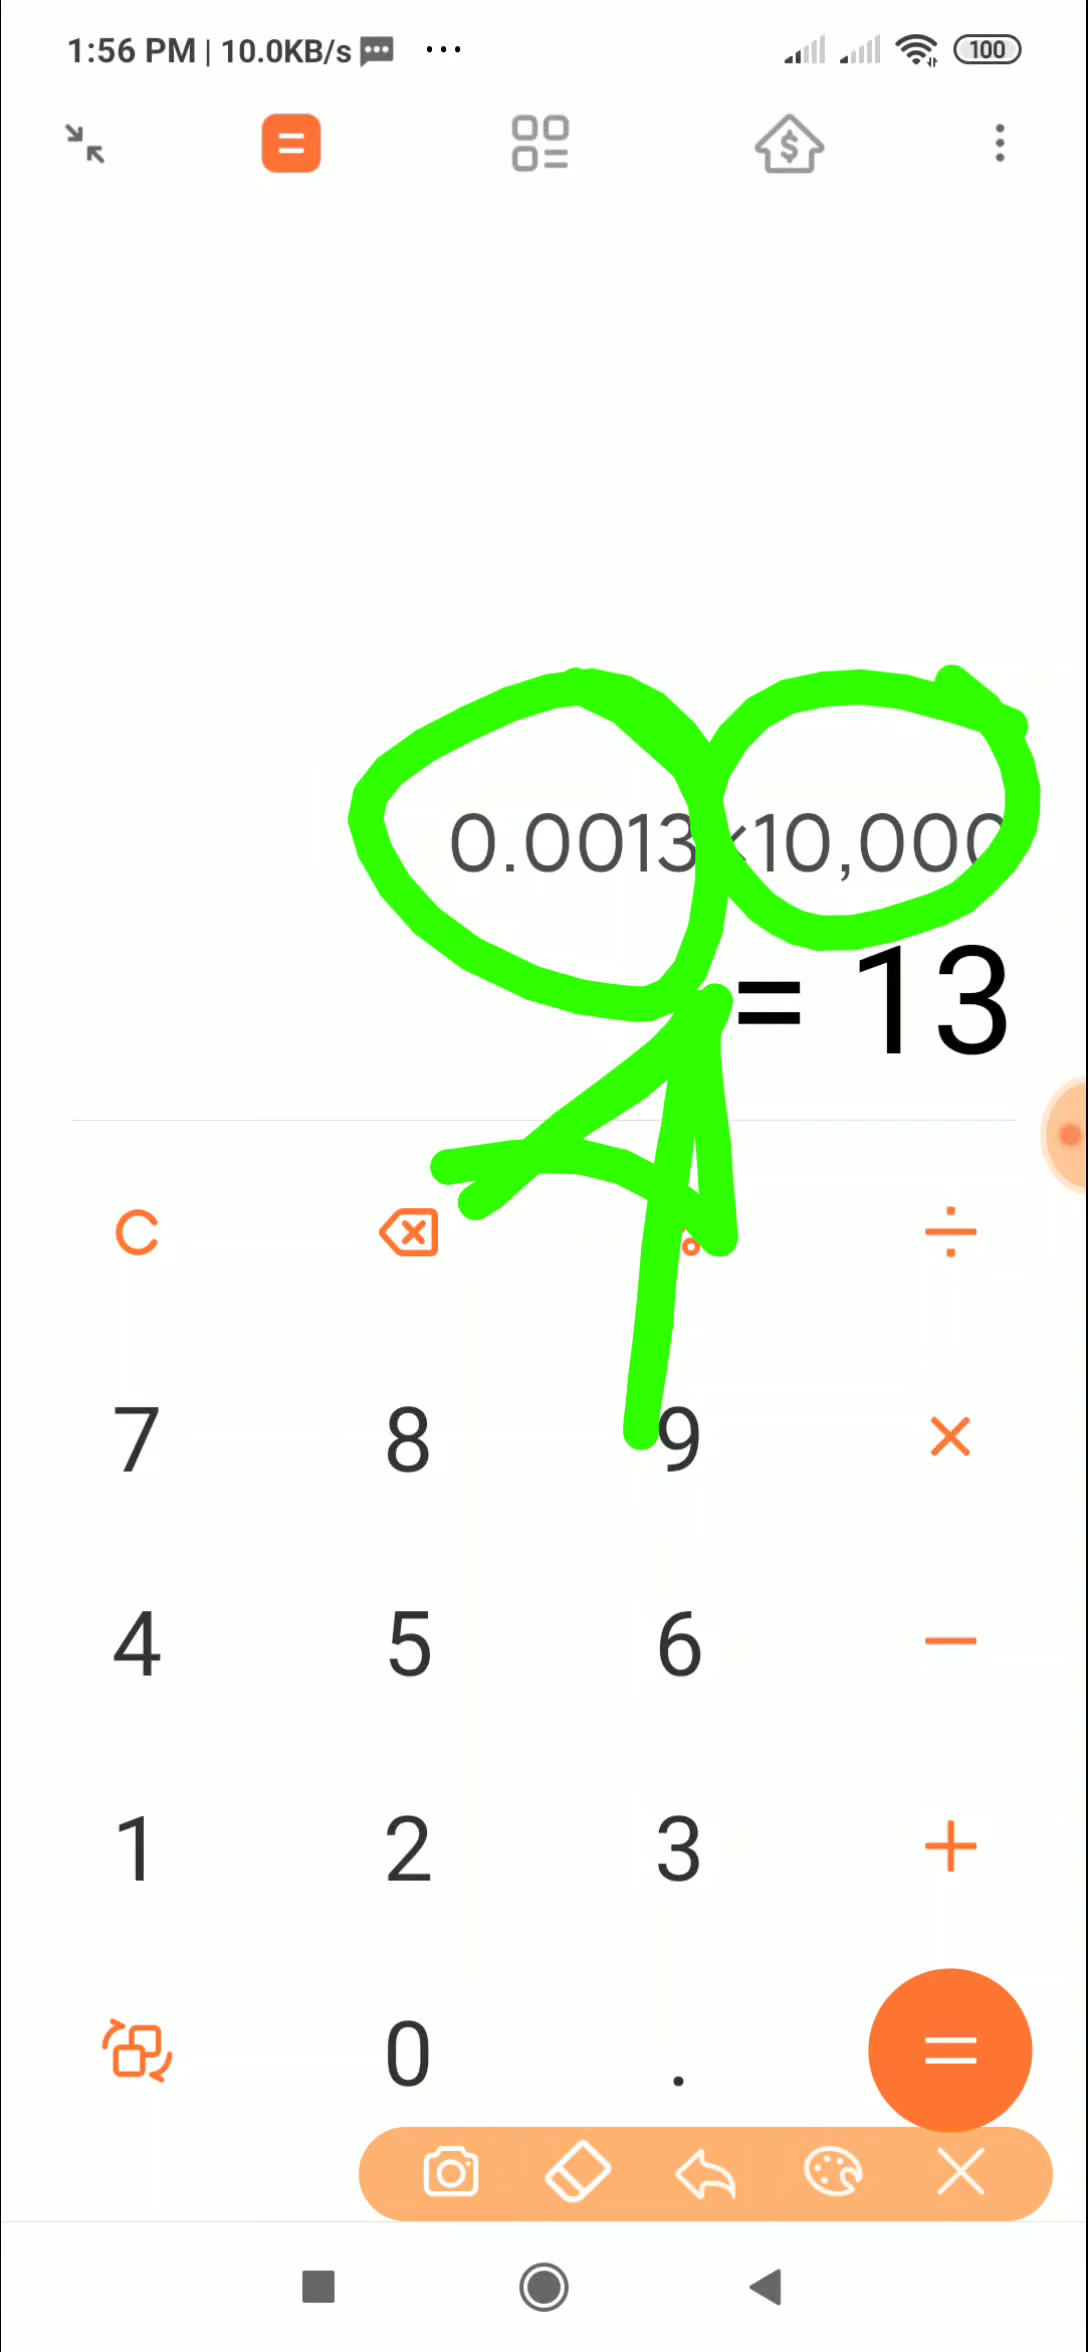 1:56 PM | 10.0KB/s ...
100
0.0013×10,000
= 13
C ÷
7 8 9 ×
4 5 6 −
1 2 3 +
0 . =